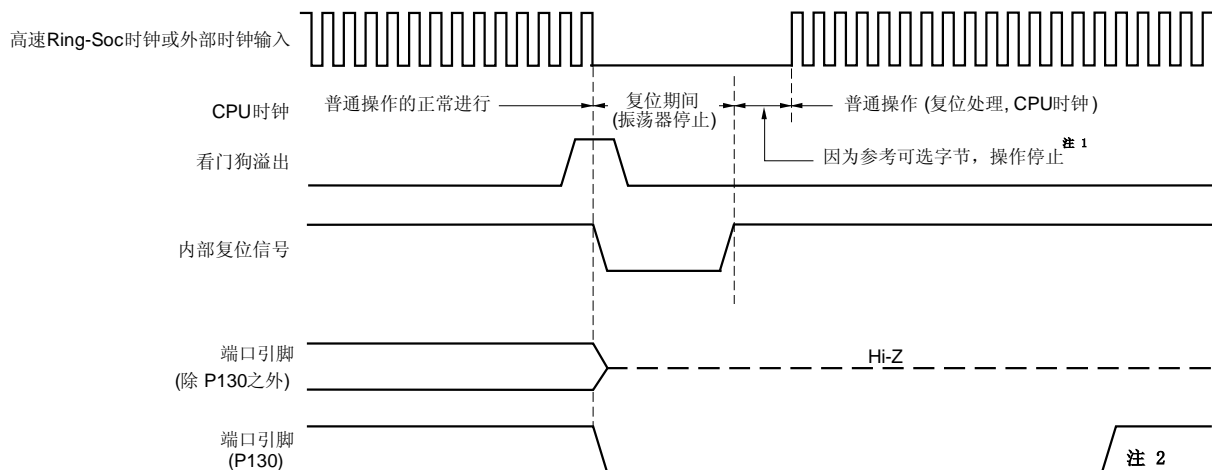 高速Ring-Soc时钟或外部时钟输入
CPU时钟
普通操作的正常进行
复位期间
(振荡器停止)
普通操作 (复位处理, CPU时钟)
看门狗溢出
因为参考可选字节，操作停止注 1
内部复位信号
端口引脚
(除 P130之外)
Hi-Z
端口引脚
(P130)
注 2